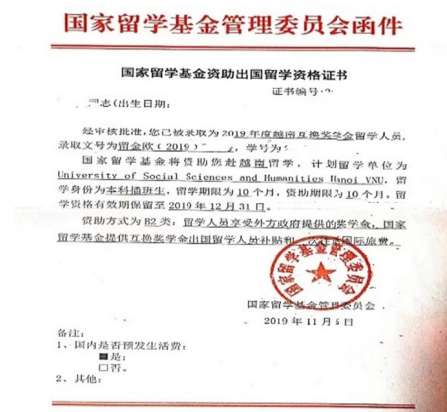 国家留学基金管理委员会函件
国家留学基金资助出国留学资格证书
证书编号:
同志(出生日期:
经审核批准,您已被录取为2019年度越南互换奖学金留学人员,
录取文号为留金欧(2019) 学号为
国家留学基金将资助您赴越南留学,计划留学单位为
University of Social Sciences and Humanities Hanoi VNU,留
学身份为本科插班生,留学期限为10个月,资助期限为10个月。留
学资格有效期保留至2019年12月31日。
资助方式为B2类:留学人员享受外方政府提供的奖学金,国家
留学基金提供互换奖学金出国留学人员补贴和一次往返国际旅费。
国家留学基金管理委员会
国家留学基金管理委员会
2019年11月 日
备注:
1、国内是否预发生活费:
■是;
□否。
2、其他: